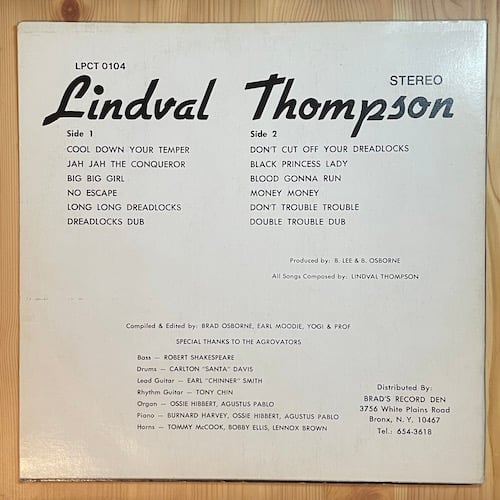 LPCT 0104
STEREO
Lindval Thompson
Side 1
COOL DOWN YOUR TEMPER
JAH JAH THE CONQUEROR
BIG BIG GIRL
NO ESCAPE
LONG LONG DREADLOCKS
DREADLOCKS DUB
Side 2
DON'T CUT OFF YOUR DREADLOCKS
BLACK PRINCESS LADY
BLOOD GONNA RUN
MONEY MONEY
DON'T TROUBLE TROUBLE
DOUBLE TROUBLE DUB
Produced by: B. LEE & B. OSBORNE
All Songs Composed by: LINDVAL THOMPSON
Compiled & Edited by: BRAD OSBORNE, EARL MOODIE, YOGI & PROF
SPECIAL THANKS TO THE AGROVATORS
Bass — ROBERT SHAKESPEARE
Drums — CARLTON "SANTA" DAVIS
Lead Guitar — EARL "CHINNER" SMITH
Rhythm Guitar — TONY CHIN
Organ — OSSIE HIBBERT, AGUSTUS PABLO
Piano — BURNARD HARVEY, OSSIE HIBBERT, AGUSTUS PABLO
Horns — TOMMY McCOOK, BOBBY ELLIS, LENNOX BROWN
Distributed By:
BRAD'S RECORD DEN
3756 White Plains Road
Bronx, N. Y. 10467
Tel.: 654-3618